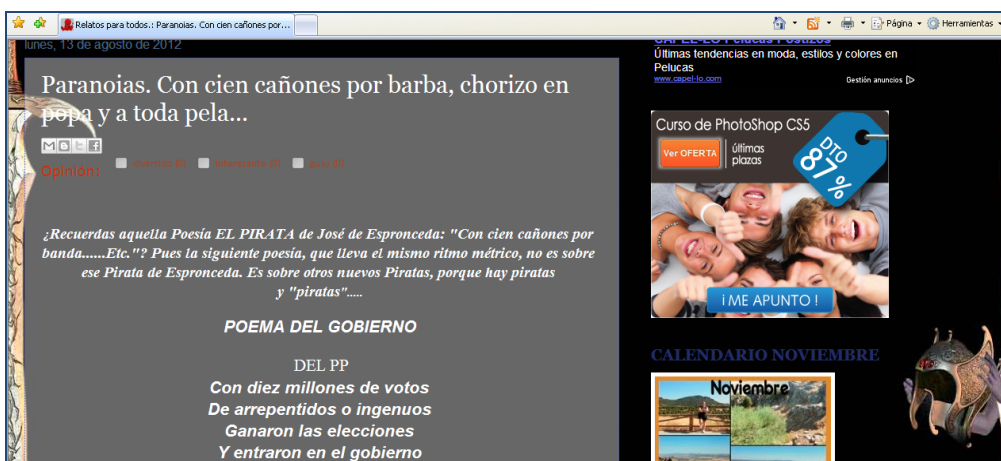 Relatos para todos.: Paranoias. Con cien cañones por...
Página
Herramientas
lunes, 13 de agosto de 2012
Paranoias. Con cien cañones por barba, chorizo en
popa y a toda pela...
Opinión:
¿Recuerdas aquella Poesía EL PIRATA de José de Espronceda: "Con cien cañones por
banda......Etc."? Pues la siguiente poesía, que lleva el mismo ritmo métrico, no es sobre
ese Pirata de Espronceda. Es sobre otros nuevos Piratas, porque hay piratas
y "piratas".....
POEMA DEL GOBIERNO
DEL PP
Con diez millones de votos
De arrepentidos o ingenuos
Ganaron las elecciones
Y entraron en el gobierno
CAPEL-LO Pelucas Postizos
Últimas tendencias en moda, estilos y colores en
Pelucas
www.capel-lo.com
Gestión anuncios
Curso de PhotoShop CS5
Ver OFERTA
últimas
plazas
DTO
87%
¡ ME APUNTO !
CALENDARIO NOVIEMBRE
Noviembre